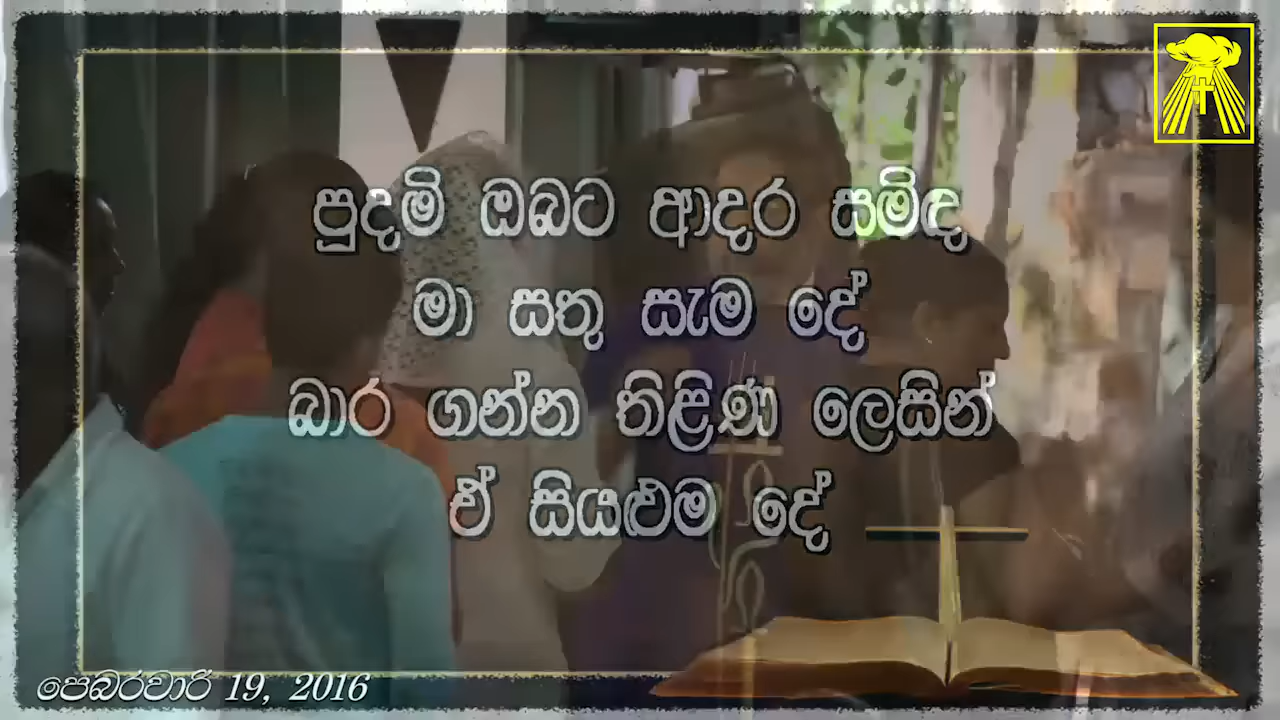 පුදමි ඔබට ආදර සමිඳ
මා සතු සැම දේ
බාර ගන්න තිළිණ ලෙසින්
ඒ සියළුම දේ
පෙබරවාරි 19, 2016